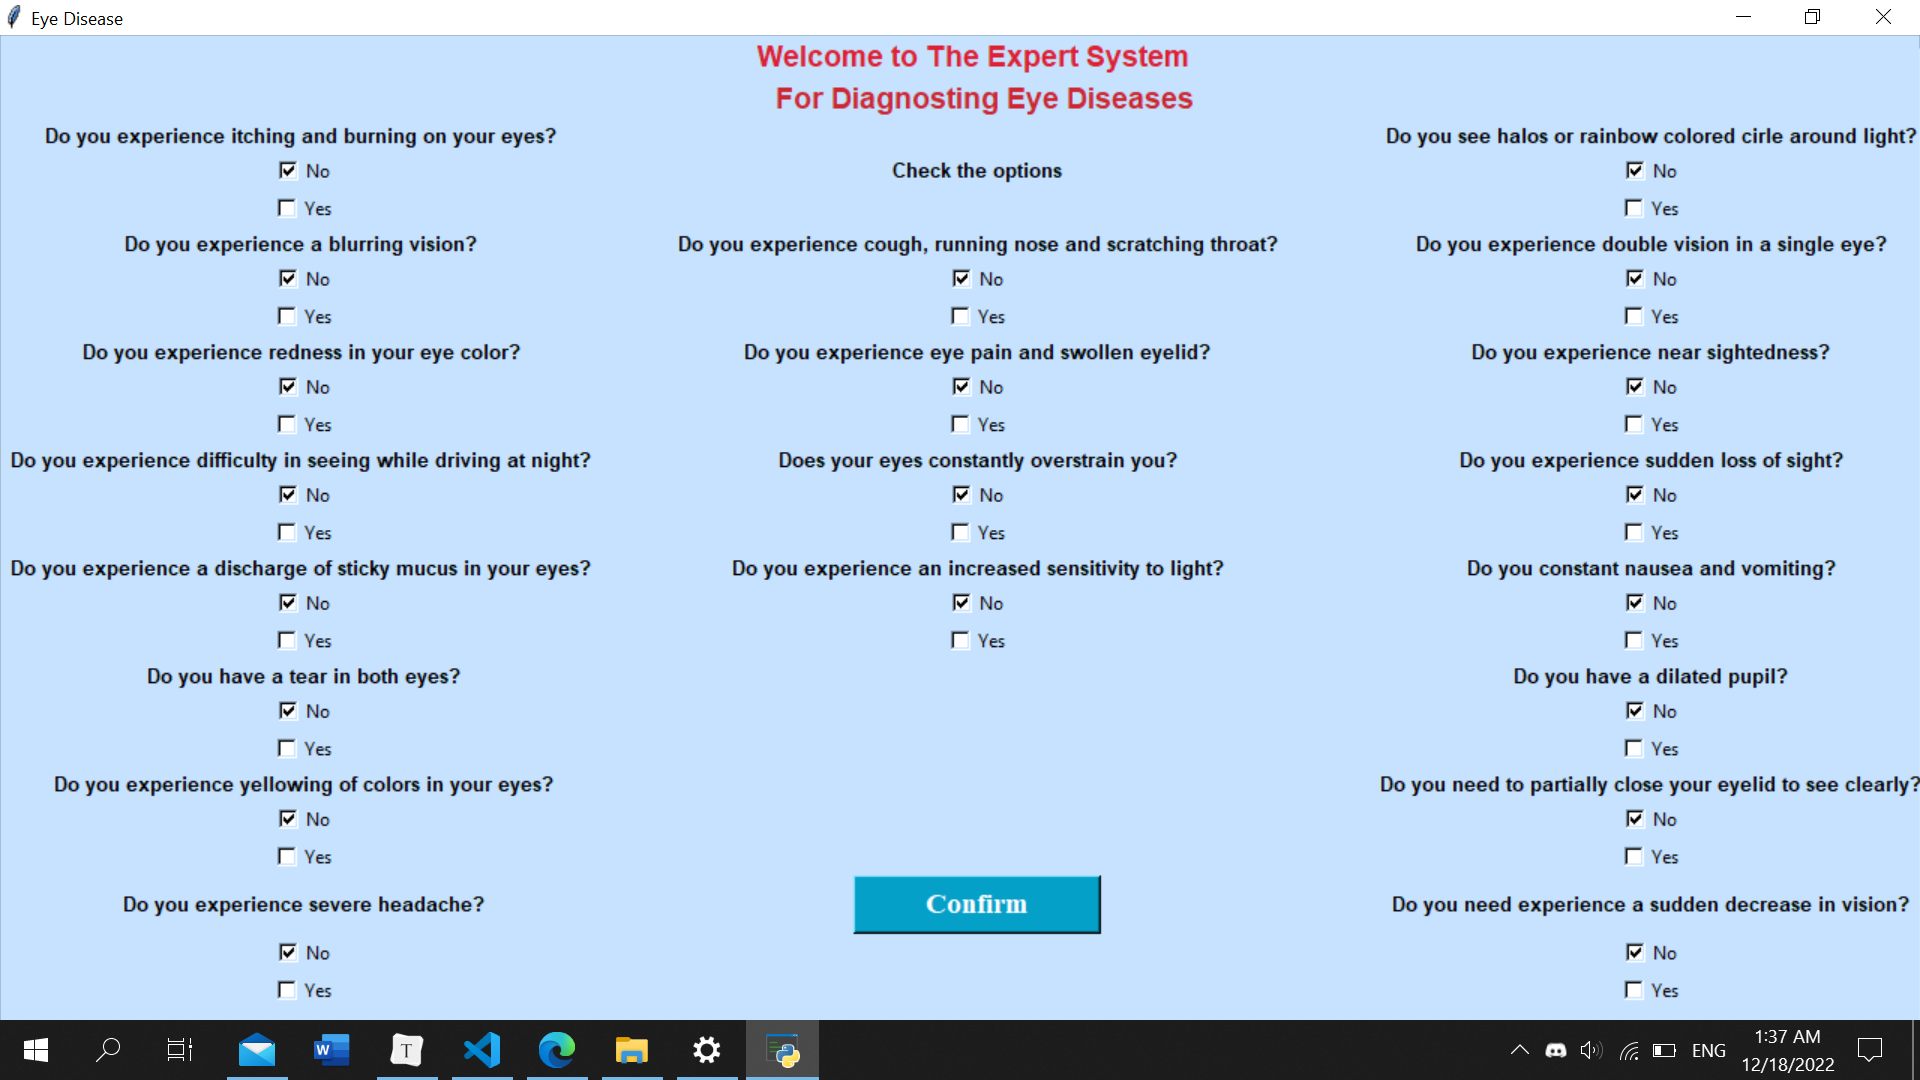 Eye Disease
Welcome to The Expert System
For Diagnosting Eye Diseases
Do you experience itching and burning on your eyes?
No
Yes
Do you experience a blurring vision?
No
Yes
Do you experience redness in your eye color?
No
Yes
Do you experience difficulty in seeing while driving at night?
No
Yes
Do you experience a discharge of sticky mucus in your eyes?
No
Yes
Do you have a tear in both eyes?
No
Yes
Do you experience yellowing of colors in your eyes?
No
Yes
Do you experience severe headache?
No
Yes
Check the options
Do you experience cough, running nose and scratching throat?
No
Yes
Do you experience eye pain and swollen eyelid?
No
Yes
Does your eyes constantly overstrain you?
No
Yes
Do you experience an increased sensitivity to light?
No
Yes
Confirm
Do you see halos or rainbow colored cirle around light?
No
Yes
Do you experience double vision in a single eye?
No
Yes
Do you experience near sightedness?
No
Yes
Do you experience sudden loss of sight?
No
Yes
Do you constant nausea and vomiting?
No
Yes
Do you have a dilated pupil?
No
Yes
Do you need to partially close your eyelid to see clearly?
No
Yes
Do you need experience a sudden decrease in vision?
No
Yes
W
T
ENG
1:37 AM
12/18/2022